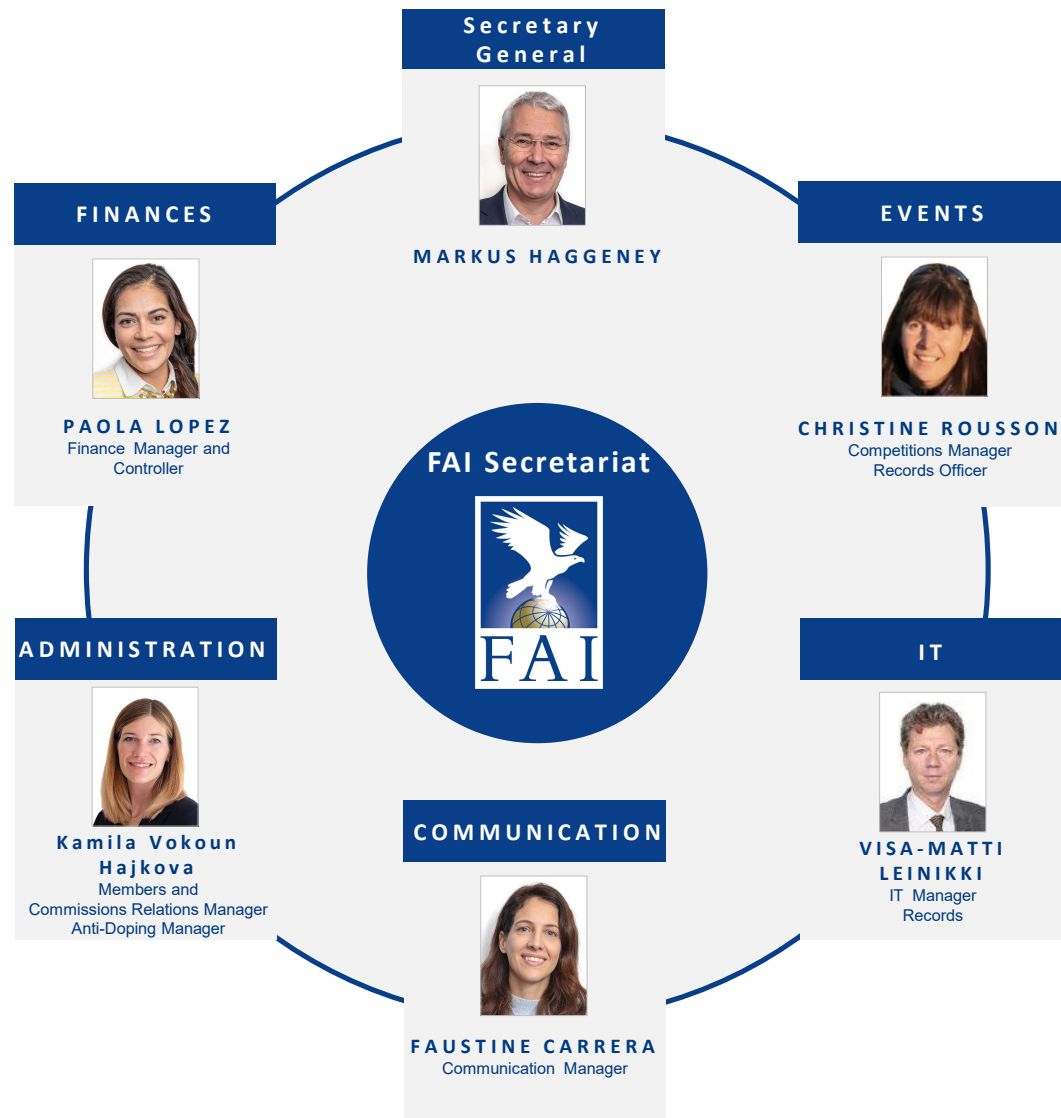 Secretary
General
MARKUS HAGGENEY
FINANCES
PAOLA LOPEZ
Finance Manager and
Controller
EVENTS
CHRISTINE ROUSSON
Competitions Manager
Records Officer
FAI Secretariat
FAI
ADMINISTRATION
Kamila Vokoun
Hajkova
Members and
Commissions Relations Manager
Anti-Doping Manager
IT
VISA-MATTI
LEINIKKI
IT Manager
Records
COMMUNICATION
FAUSTINE CARRERA
Communication Manager